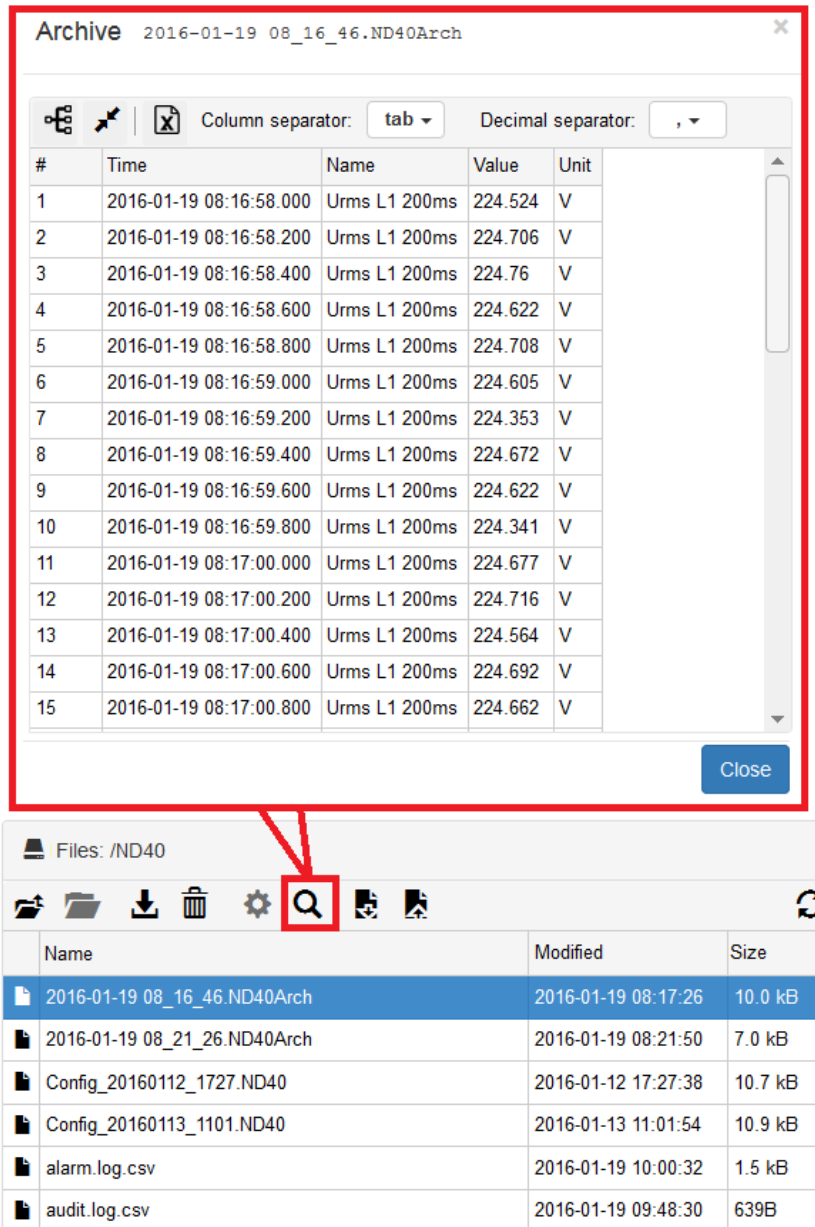 Archive 2016-01-19 08_16_46.ND40Arch ×
Column separator: tab Decimal separator: ,
# Time Name Value Unit
1 2016-01-19 08:16:58.000 Urms L1 200ms 224.524 V
2 2016-01-19 08:16:58.200 Urms L1 200ms 224.706 V
3 2016-01-19 08:16:58.400 Urms L1 200ms 224.76 V
4 2016-01-19 08:16:58.600 Urms L1 200ms 224.622 V
5 2016-01-19 08:16:58.800 Urms L1 200ms 224.708 V
6 2016-01-19 08:16:59.000 Urms L1 200ms 224.605 V
7 2016-01-19 08:16:59.200 Urms L1 200ms 224.353 V
8 2016-01-19 08:16:59.400 Urms L1 200ms 224.672 V
9 2016-01-19 08:16:59.600 Urms L1 200ms 224.622 V
10 2016-01-19 08:16:59.800 Urms L1 200ms 224.341 V
11 2016-01-19 08:17:00.000 Urms L1 200ms 224.677 V
12 2016-01-19 08:17:00.200 Urms L1 200ms 224.716 V
13 2016-01-19 08:17:00.400 Urms L1 200ms 224.564 V
14 2016-01-19 08:17:00.600 Urms L1 200ms 224.692 V
15 2016-01-19 08:17:00.800 Urms L1 200ms 224.662 V
Close
Files: /ND40
Name Modified Size
2016-01-19 08_16_46.ND40Arch 2016-01-19 08:17:26 10.0 kB
2016-01-19 08_21_26.ND40Arch 2016-01-19 08:21:50 7.0 kB
Config_20160112_1727.ND40 2016-01-12 17:27:38 10.7 kB
Config_20160113_1101.ND40 2016-01-13 11:01:54 10.9 kB
alarm.log.csv 2016-01-19 10:00:32 1.5 kB
audit.log.csv 2016-01-19 09:48:30 639B